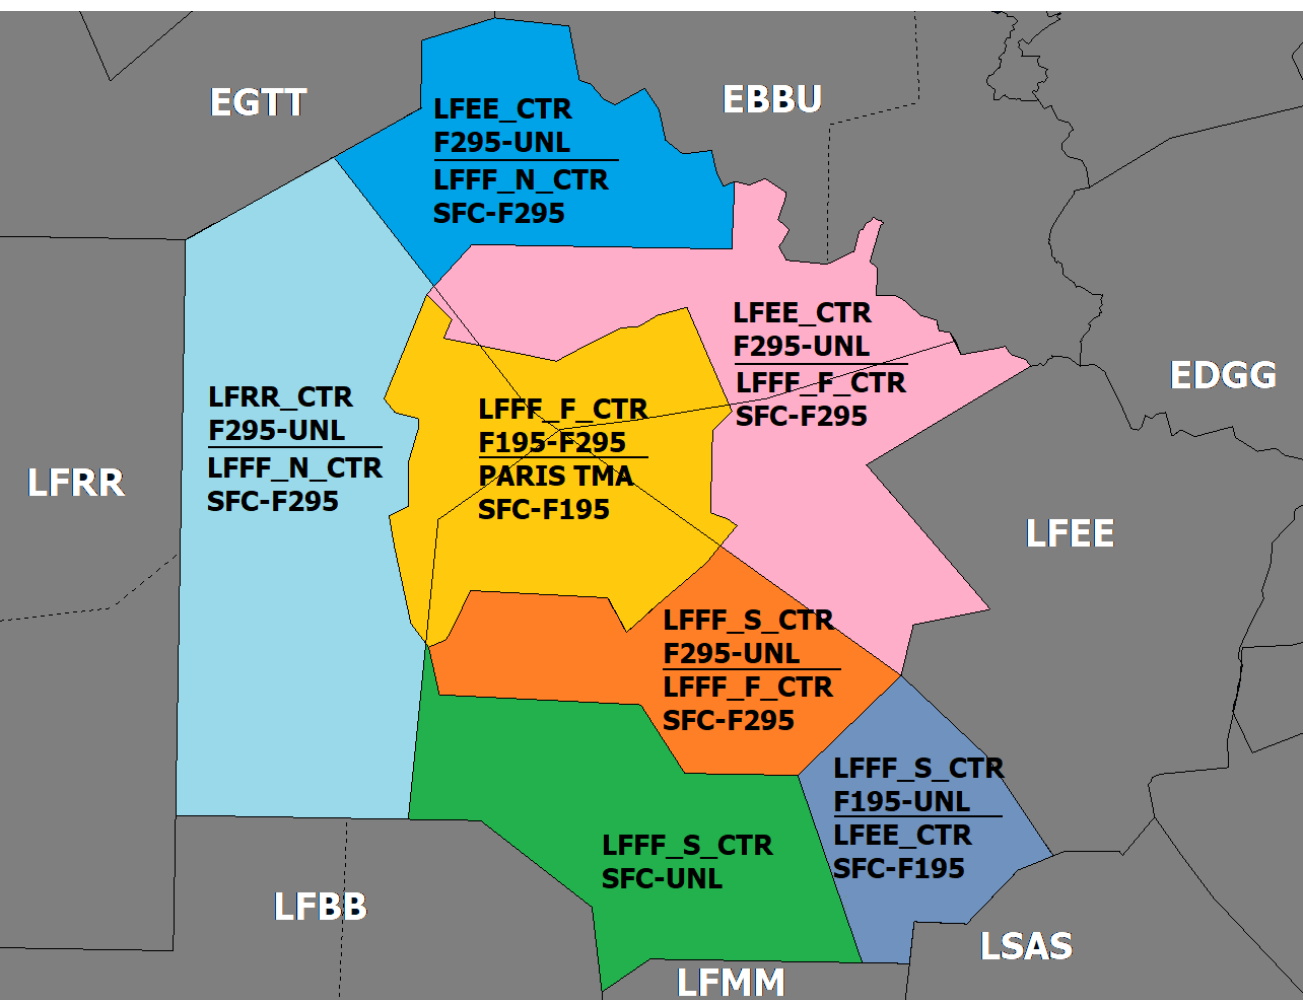 EGTT
EBBU
LFEE_CTR
F295-UNL
LFFF_N_CTR
SFC-F295
LFEE_CTR
F295-UNL
LFFF_F_CTR
SFC-F295
EDGG
LFRR_CTR
F295-UNL
LFFF_N_CTR
SFC-F295
LFFF_F_CTR
F195-F295
PARIS TMA
SFC-F195
LFRR
LFEE
LFFF_S_CTR
F295-UNL
LFFF_F_CTR
SFC-F295
LFFF_S_CTR
F195-UNL
LFEE_CTR
SFC-F195
LFFF_S_CTR
SFC-UNL
LFBB
LSAS
LFMM